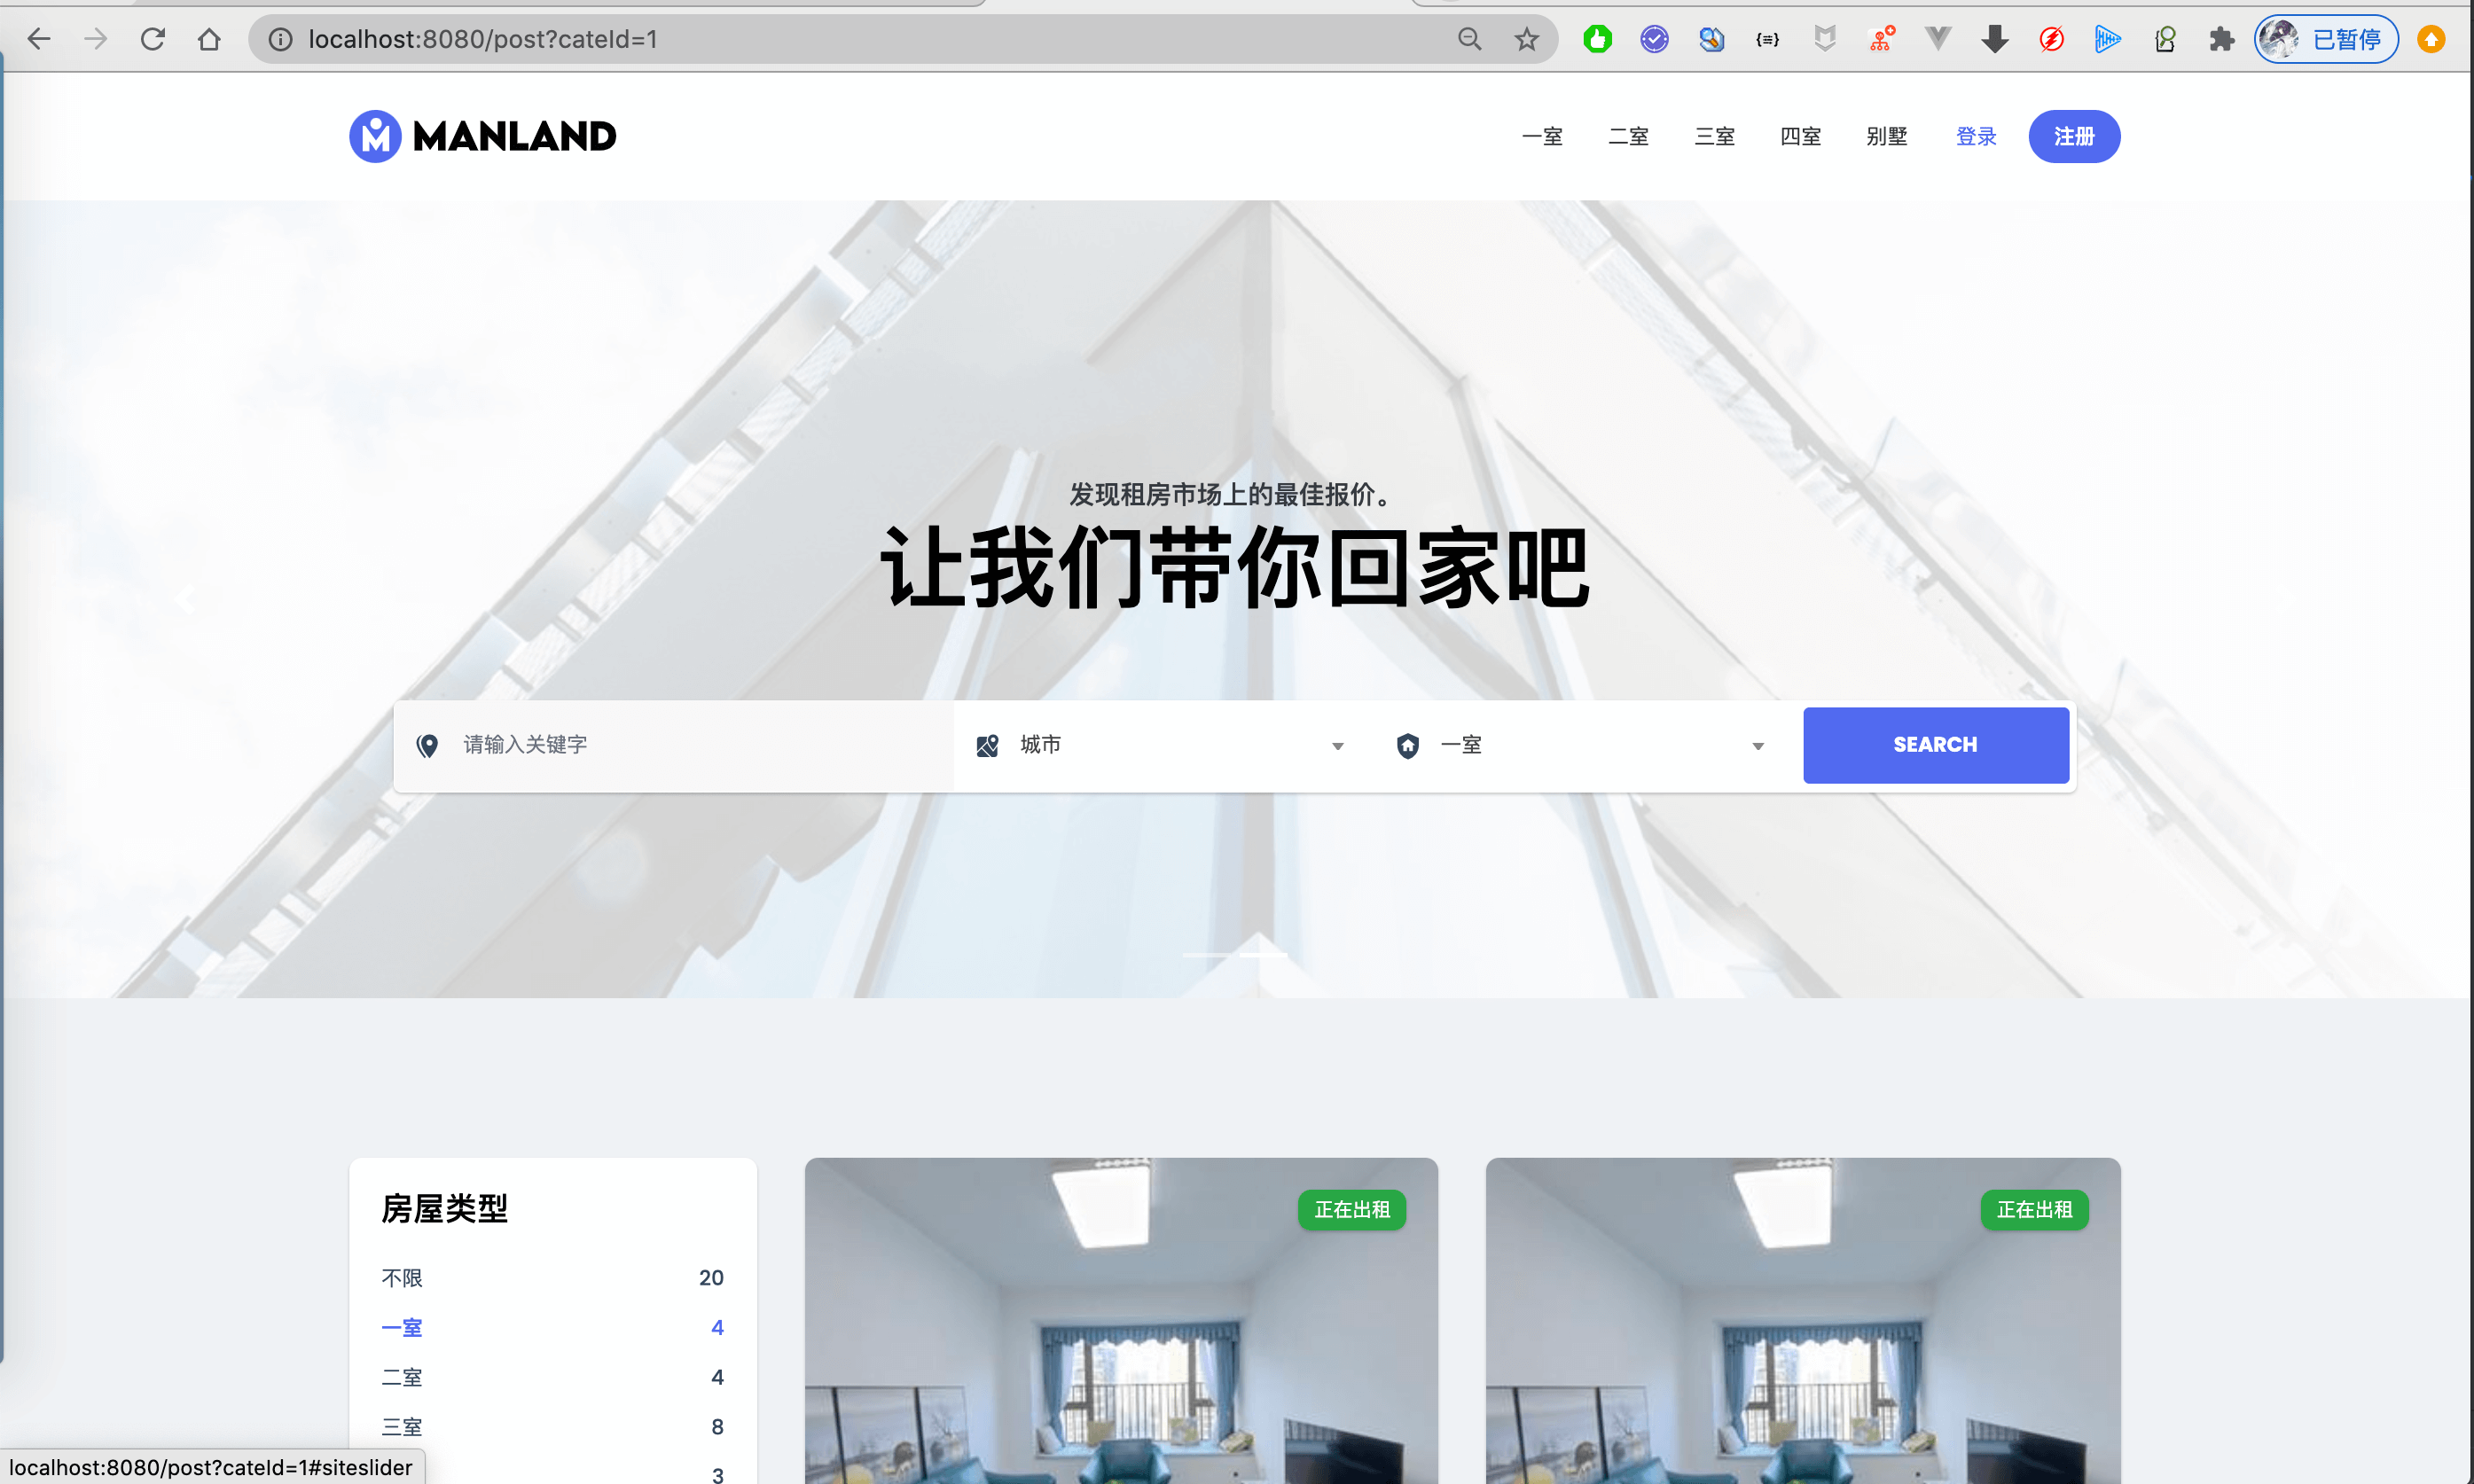 localhost:8080/post?cateId=1
已暂停
MANLAND
一室 二室 三室 四室 别墅 登录 注册
发现租房市场上的最佳报价。
让我们带你回家吧
请输入关键字 城市 一室 SEARCH
房屋类型
不限 20
一室 4
二室 4
三室 8
3
正在出租 正在出租
localhost:8080/post?cateId=1#siteslider